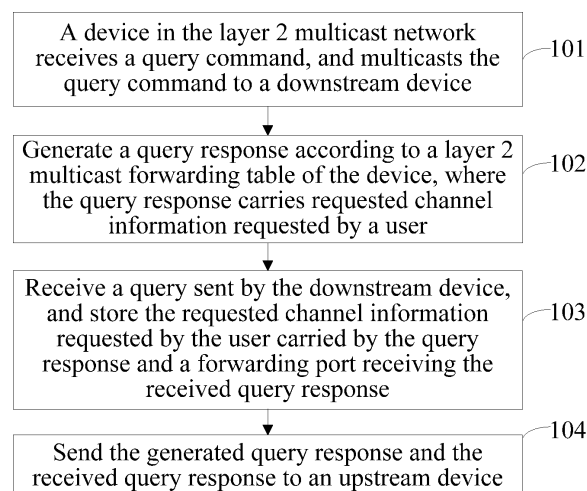 A device in the layer 2 multicast network
receives a query command, and multicasts the
query command to a downstream device
101
Generate a query response according to a layer 2
multicast forwarding table of the device, where
the query response carries requested channel
information requested by a user
102
Receive a query sent by the downstream device,
and store the requested channel information
requested by the user carried by the query
response and a forwarding port receiving the
received query response
103
Send the generated query response and the
received query response to an upstream device
104